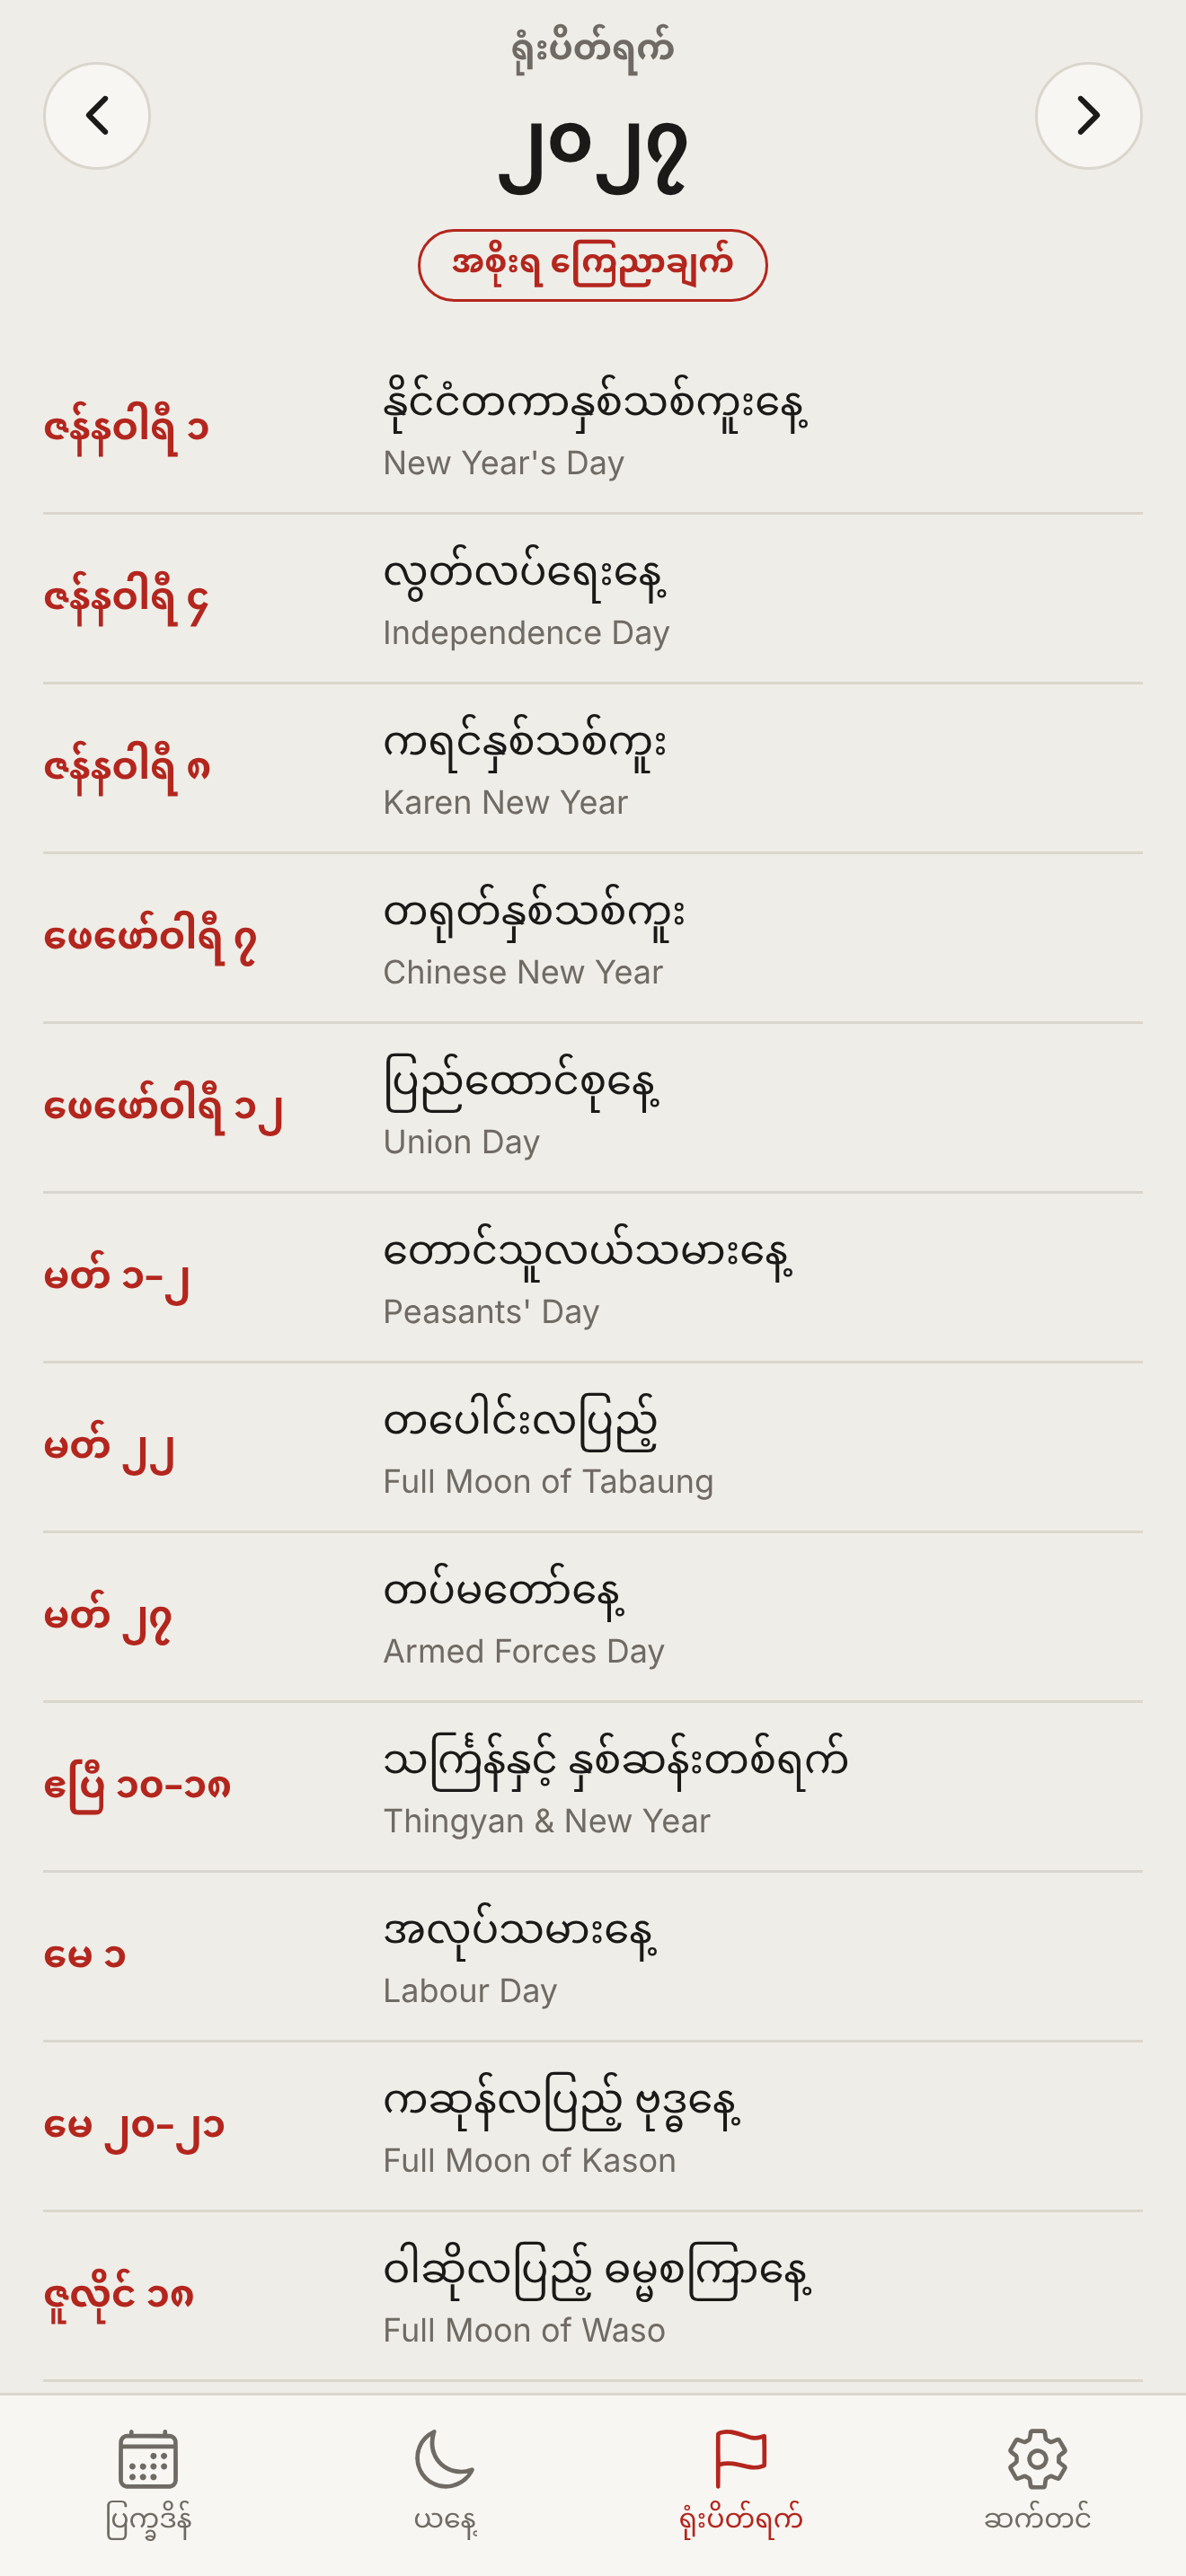 ရုံးပိတ်ရက်
၂၀၂၇
အစိုးရ ကြေညာချက်
ဇန်နဝါရီ ၁
နိုင်ငံတကာနှစ်သစ်ကူးနေ့
New Year's Day
ဇန်နဝါရီ ၄
လွတ်လပ်ရေးနေ့
Independence Day
ဇန်နဝါရီ ၈
ကရင်နှစ်သစ်ကူး
Karen New Year
ဖေဖော်ဝါရီ ၇
တရုတ်နှစ်သစ်ကူး
Chinese New Year
ဖေဖော်ဝါရီ ၁၂
ပြည်ထောင်စုနေ့
Union Day
မတ် ၁–၂
တောင်သူလယ်သမားနေ့
Peasants' Day
မတ် ၂၂
တပေါင်းလပြည့်
Full Moon of Tabaung
မတ် ၂၇
တပ်မတော်နေ့
Armed Forces Day
ဧပြီ ၁၀–၁၈
သင်္ကြန်နှင့် နှစ်ဆန်းတစ်ရက်
Thingyan & New Year
မေ ၁
အလုပ်သမားနေ့
Labour Day
မေ ၂၀–၂၁
ကဆုန်လပြည့် ဗုဒ္ဓနေ့
Full Moon of Kason
ဇူလိုင် ၁၈
ဝါဆိုလပြည့် ဓမ္မစကြာနေ့
Full Moon of Waso
ပြက္ခဒိန်
ယနေ့
ရုံးပိတ်ရက်
ဆက်တင်